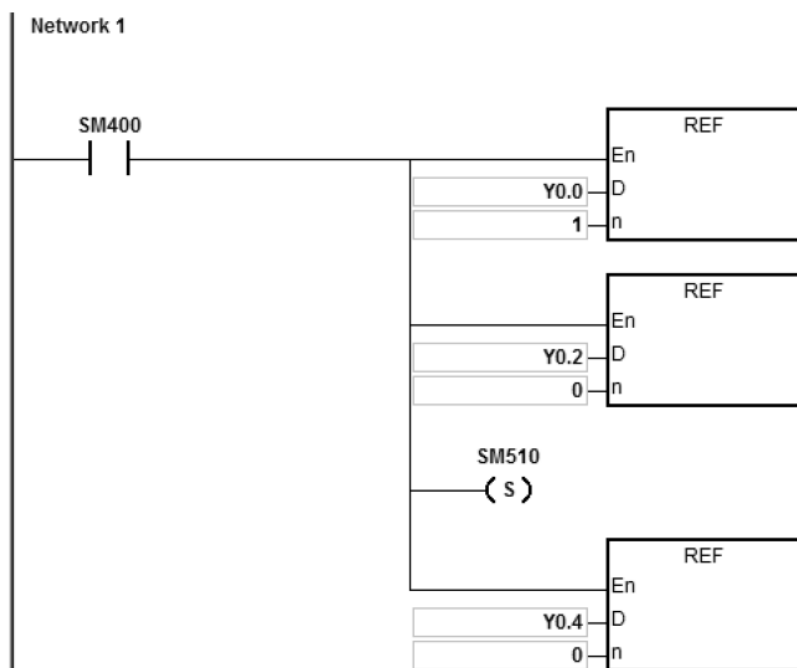 Network 1
SM400
REF
En
Y0.0 D
1 n
REF
En
Y0.2 D
0 n
SM510
( S )
REF
En
Y0.4 D
0 n